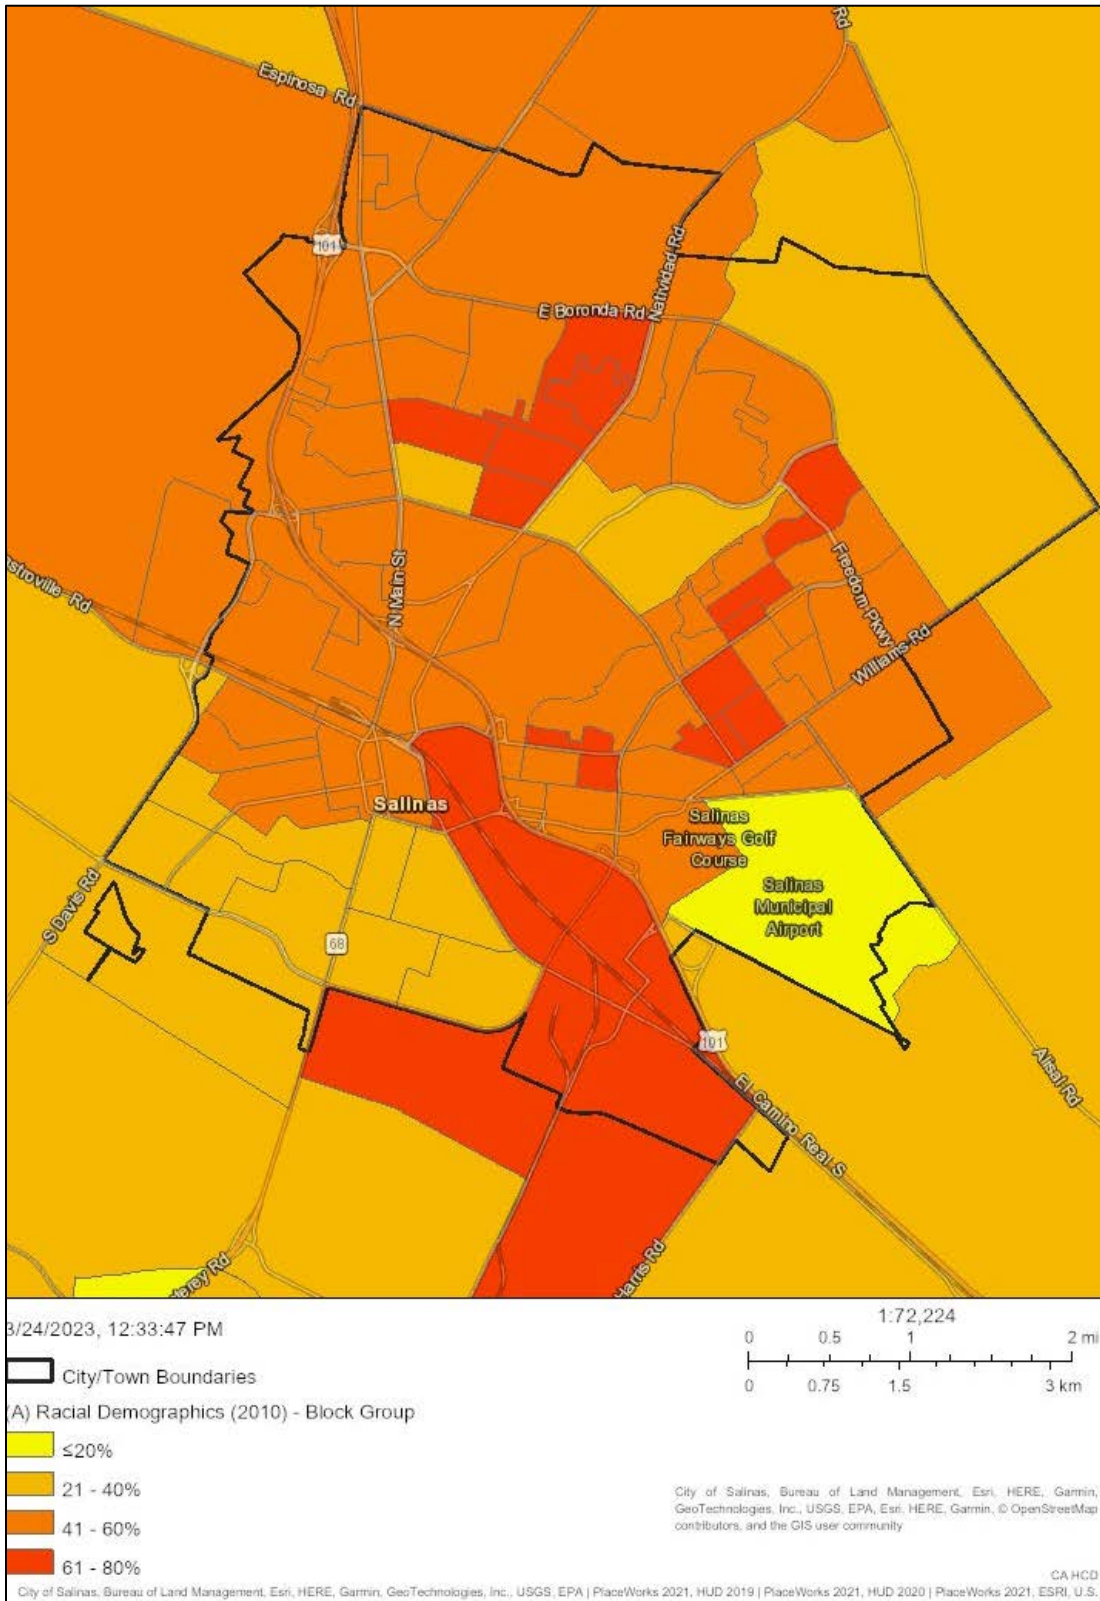 Rd
Espinosa Rd
101
Natividad Rd
E Boronda Rd
N Main St
Freedom Pkwy
stroville Rd
Williams Rd
Salinas
Salinas
Fairways Golf
Course
Salinas
Municipal
Airport
S Davis Rd
68
101
El Camino Real S
Alisal Rd
terey Rd
Harris Rd
3/24/2023, 12:33:47 PM
1:72,224
0 0.5 1 2 mi
0 0.75 1.5 3 km
City/Town Boundaries
(A) Racial Demographics (2010) - Block Group
≤20%
21 - 40%
41 - 60%
61 - 80%
City of Salinas, Bureau of Land Management, Esri, HERE, Garmin,
GeoTechnologies, Inc., USGS, EPA, Esri, HERE, Garmin, © OpenStreetMap
contributors, and the GIS user community
CA HCD
City of Salinas, Bureau of Land Management, Esri, HERE, Garmin, GeoTechnologies, Inc., USGS, EPA | PlaceWorks 2021, HUD 2019 | PlaceWorks 2021, HUD 2020 | PlaceWorks 2021, ESRI, U.S.